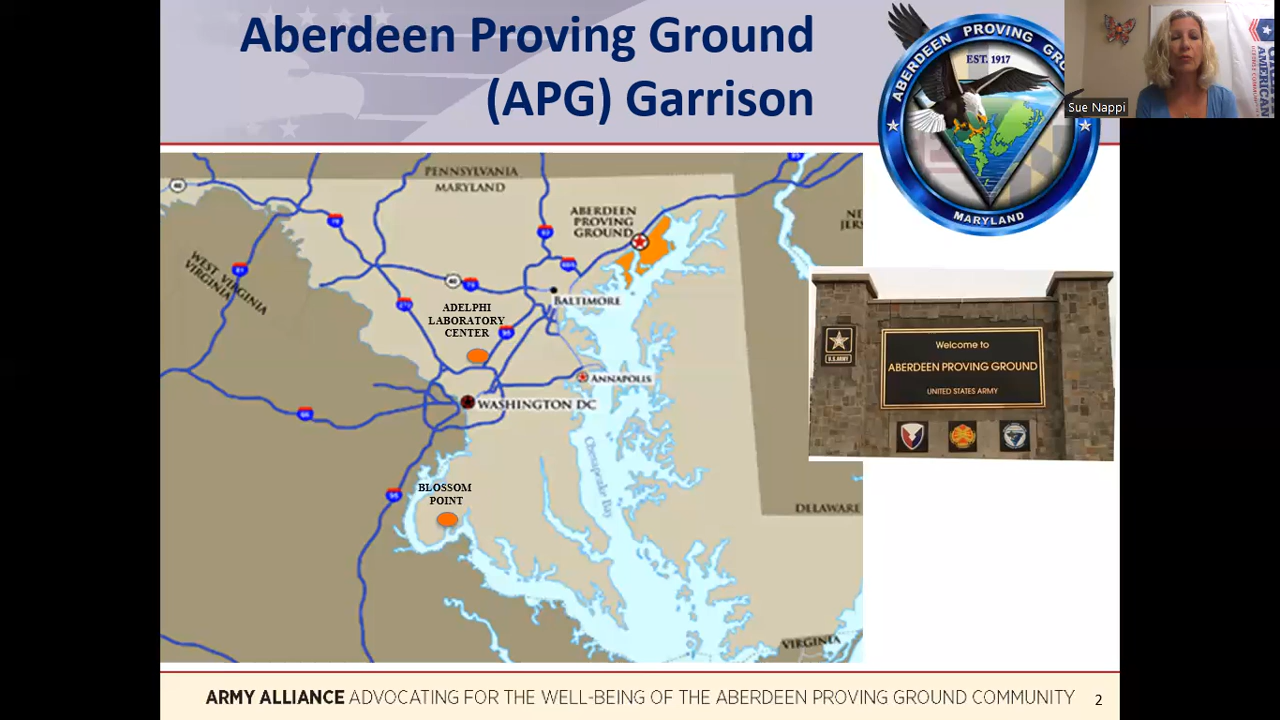 Aberdeen Proving Ground
(APG) Garrison
ABERDEEN PROVING
EST. 1917
MARYLAND
Sue Nappi
AMERICAN
PENNSYLVANIA
MARYLAND
ABERDEEN
PROVING
GROUND
WEST VIRGINIA
VIRGINIA
ADELPHI
LABORATORY
CENTER
BALTIMORE
ANNAPOLIS
WASHINGTON DC
Chesapeake Bay
BLOSSOM
POINT
DELAWARE
VIRGINIA
U.S. ARMY
Welcome to
ABERDEEN PROVING GROUND
UNITED STATES ARMY
ARMY ALLIANCE ADVOCATING FOR THE WELL-BEING OF THE ABERDEEN PROVING GROUND COMMUNITY 2